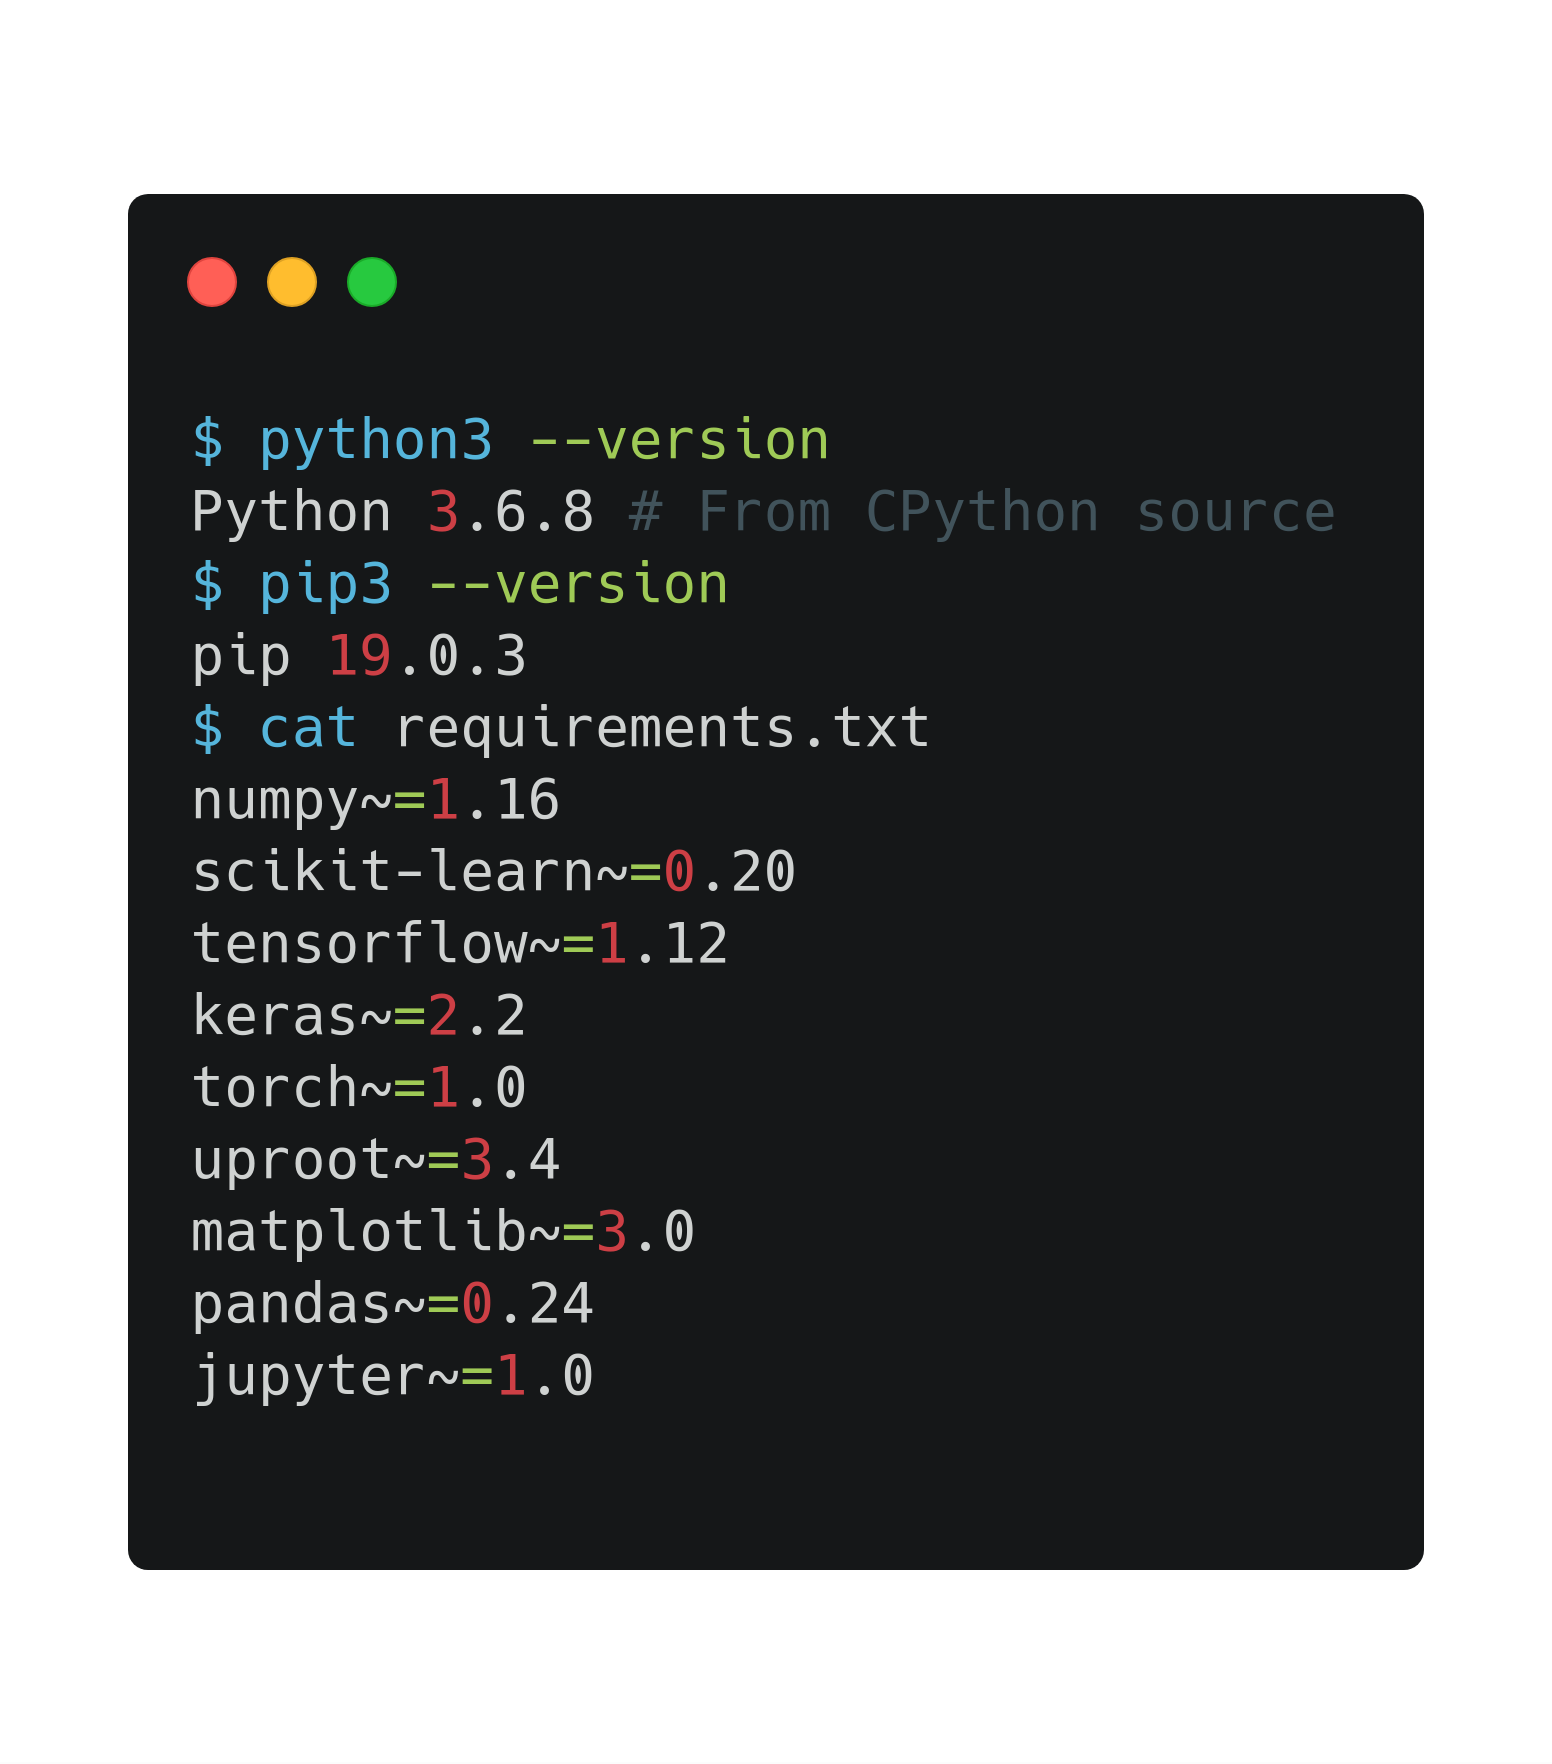 $ python3 --version
Python 3.6.8 # From CPython source
$ pip3 --version
pip 19.0.3
$ cat requirements.txt
numpy~=1.16
scikit-learn~=0.20
tensorflow~=1.12
keras~=2.2
torch~=1.0
uproot~=3.4
matplotlib~=3.0
pandas~=0.24
jupyter~=1.0